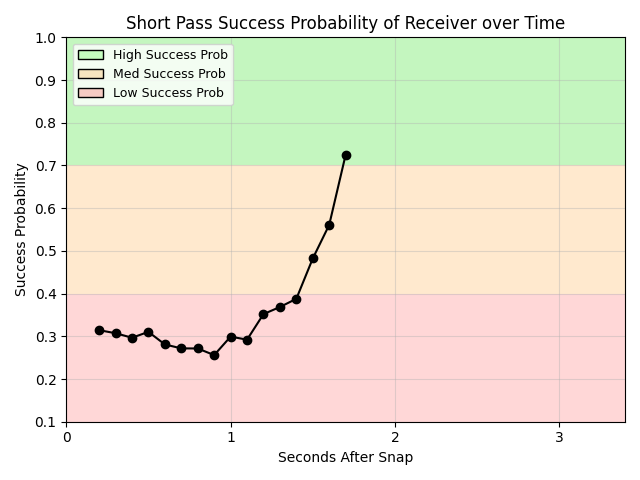 Short Pass Success Probability of Receiver over Time
High Success Prob
Med Success Prob
Low Success Prob
Success Probability
1.0
0.9
0.8
0.7
0.6
0.5
0.4
0.3
0.2
0.1
0
1
2
3
Seconds After Snap